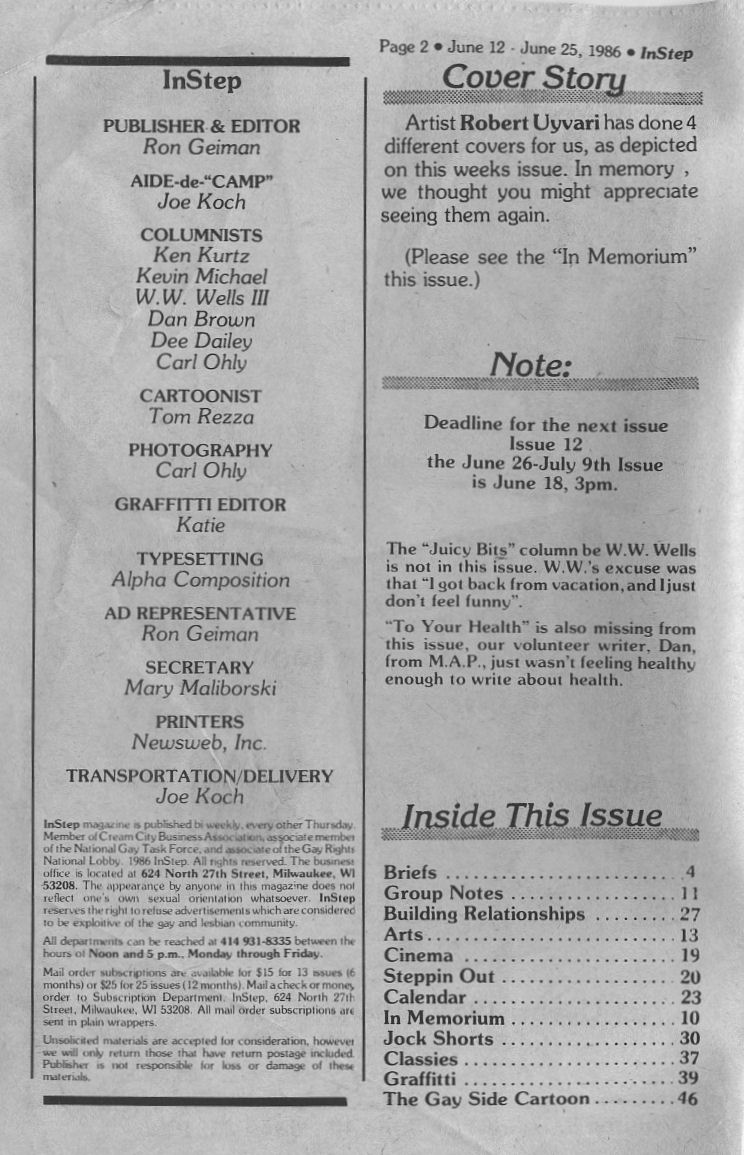 Page 2 • June 12 - June 25, 1986 • InStep
InStep
PUBLISHER & EDITOR
Ron Geiman
AIDE-de-“CAMP”
Joe Koch
COLUMNISTS
Ken Kurtz
Kevin Michael
W.W. Wells III
Dan Brown
Dee Dailey
Carl Ohly
CARTOONIST
Tom Rezza
PHOTOGRAPHY
Carl Ohly
GRAFFITTI EDITOR
Katie
TYPESETTING
Alpha Composition
AD REPRESENTATIVE
Ron Geiman
SECRETARY
Mary Maliborski
PRINTERS
Newsweb, Inc.
TRANSPORTATION/DELIVERY
Joe Koch
InStep magazine is published bi weekly, every other Thursday.
Member of Cream City Business Association, associate member
of the National Gay Task Force, and associate of the Gay Rights
National Lobby. 1986 InStep. All rights reserved. The business
office is located at 624 North 27th Street, Milwaukee, WI
53208. The appearance by anyone in this magazine does not
reflect one's own sexual orientation whatsoever. InStep
reserves the right to refuse advertisements which are considered
to be exploitive of the gay and lesbian community.
All departments can be reached at 414 931-8335 between the
hours of Noon and 5 p.m., Monday through Friday.
Mail order subscriptions are available for $15 for 13 issues (6
months) or $25 for 25 issues (12 months). Mail a check or money
order to Subscription Department, InStep, 624 North 27th
Street, Milwaukee, WI 53208. All mail order subscriptions are
sent in plain wrappers.
Unsolicited materials are accepted for consideration, however
we will only return those that have return postage included.
Publisher is not responsible for loss or damage of these
materials.
Cover Story
Artist Robert Uyvari has done 4
different covers for us, as depicted
on this weeks issue. In memory ,
we thought you might appreciate
seeing them again.
(Please see the “In Memorium”
this issue.)
Note:
Deadline for the next issue
Issue 12
the June 26-July 9th Issue
is June 18, 3pm.
The “Juicy Bits” column be W.W. Wells
is not in this issue. W.W.'s excuse was
that “I got back from vacation, and I just
don't feel funny”.
“To Your Health” is also missing from
this issue, our volunteer writer, Dan,
from M.A.P., just wasn't feeling healthy
enough to write about health.
Inside This Issue
Briefs ........................ 4
Group Notes ................. 11
Building Relationships ......... 27
Arts.......................... 13
Cinema ...................... 19
Steppin Out .................. 20
Calendar ..................... 23
In Memorium ................. 10
Jock Shorts ................... 30
Classies ...................... 37
Graffitti ...................... 39
The Gay Side Cartoon ......... 46